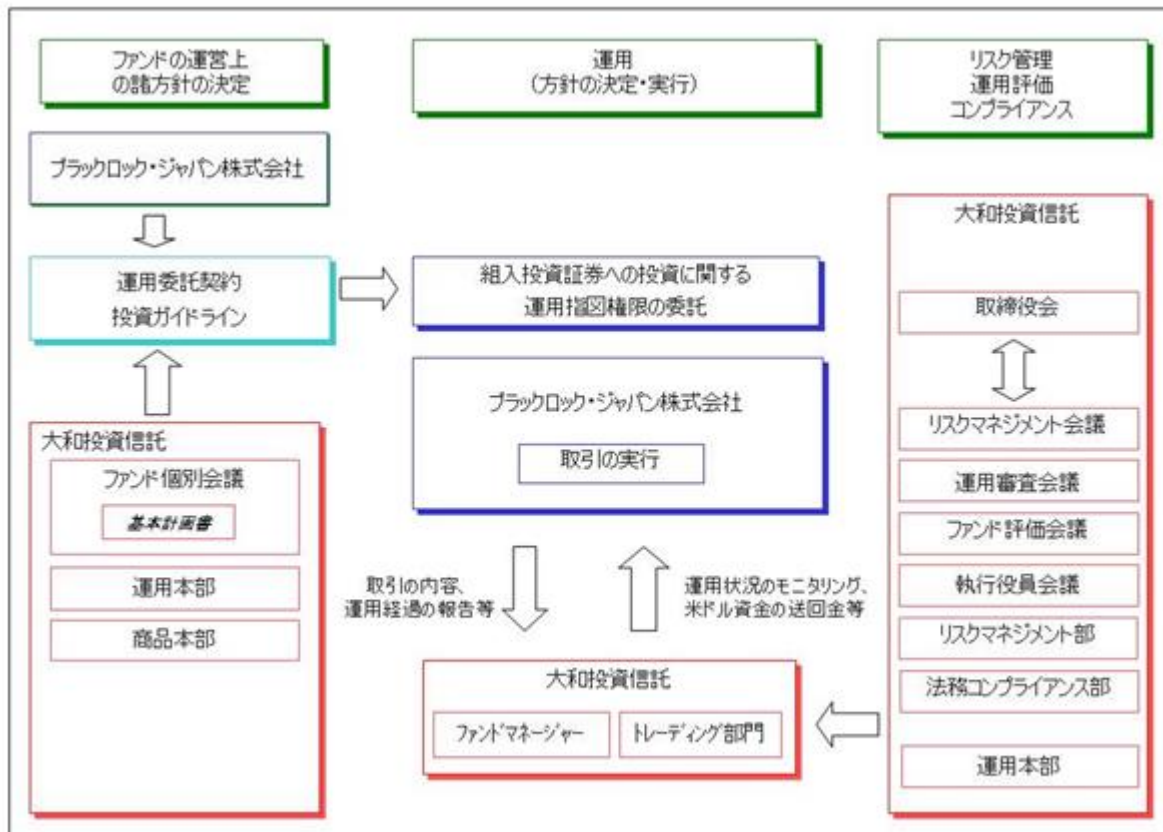 ファンドの運営上
の諸方針の決定
運用
(方針の決定・実行)
リスク管理
運用評価
コンプライアンス
ブラックロック・ジャパン株式会社
運用委託契約
投資ガイドライン
組入投資証券への投資に関する
運用指図権限の委託
ブラックロック・ジャパン株式会社
取引の実行
大和投資信託
ファンド個別会議
基本計画書
運用本部
商品本部
取引の内容、
運用経過の報告等
運用状況のモニタリング、
米ドル資金の送回金等
大和投資信託
ファンドマネージャー
トレーディング部門
大和投資信託
取締役会
リスクマネジメント会議
運用審査会議
ファンド評価会議
執行役員会議
リスクマネジメント部
法務コンプライアンス部
運用本部